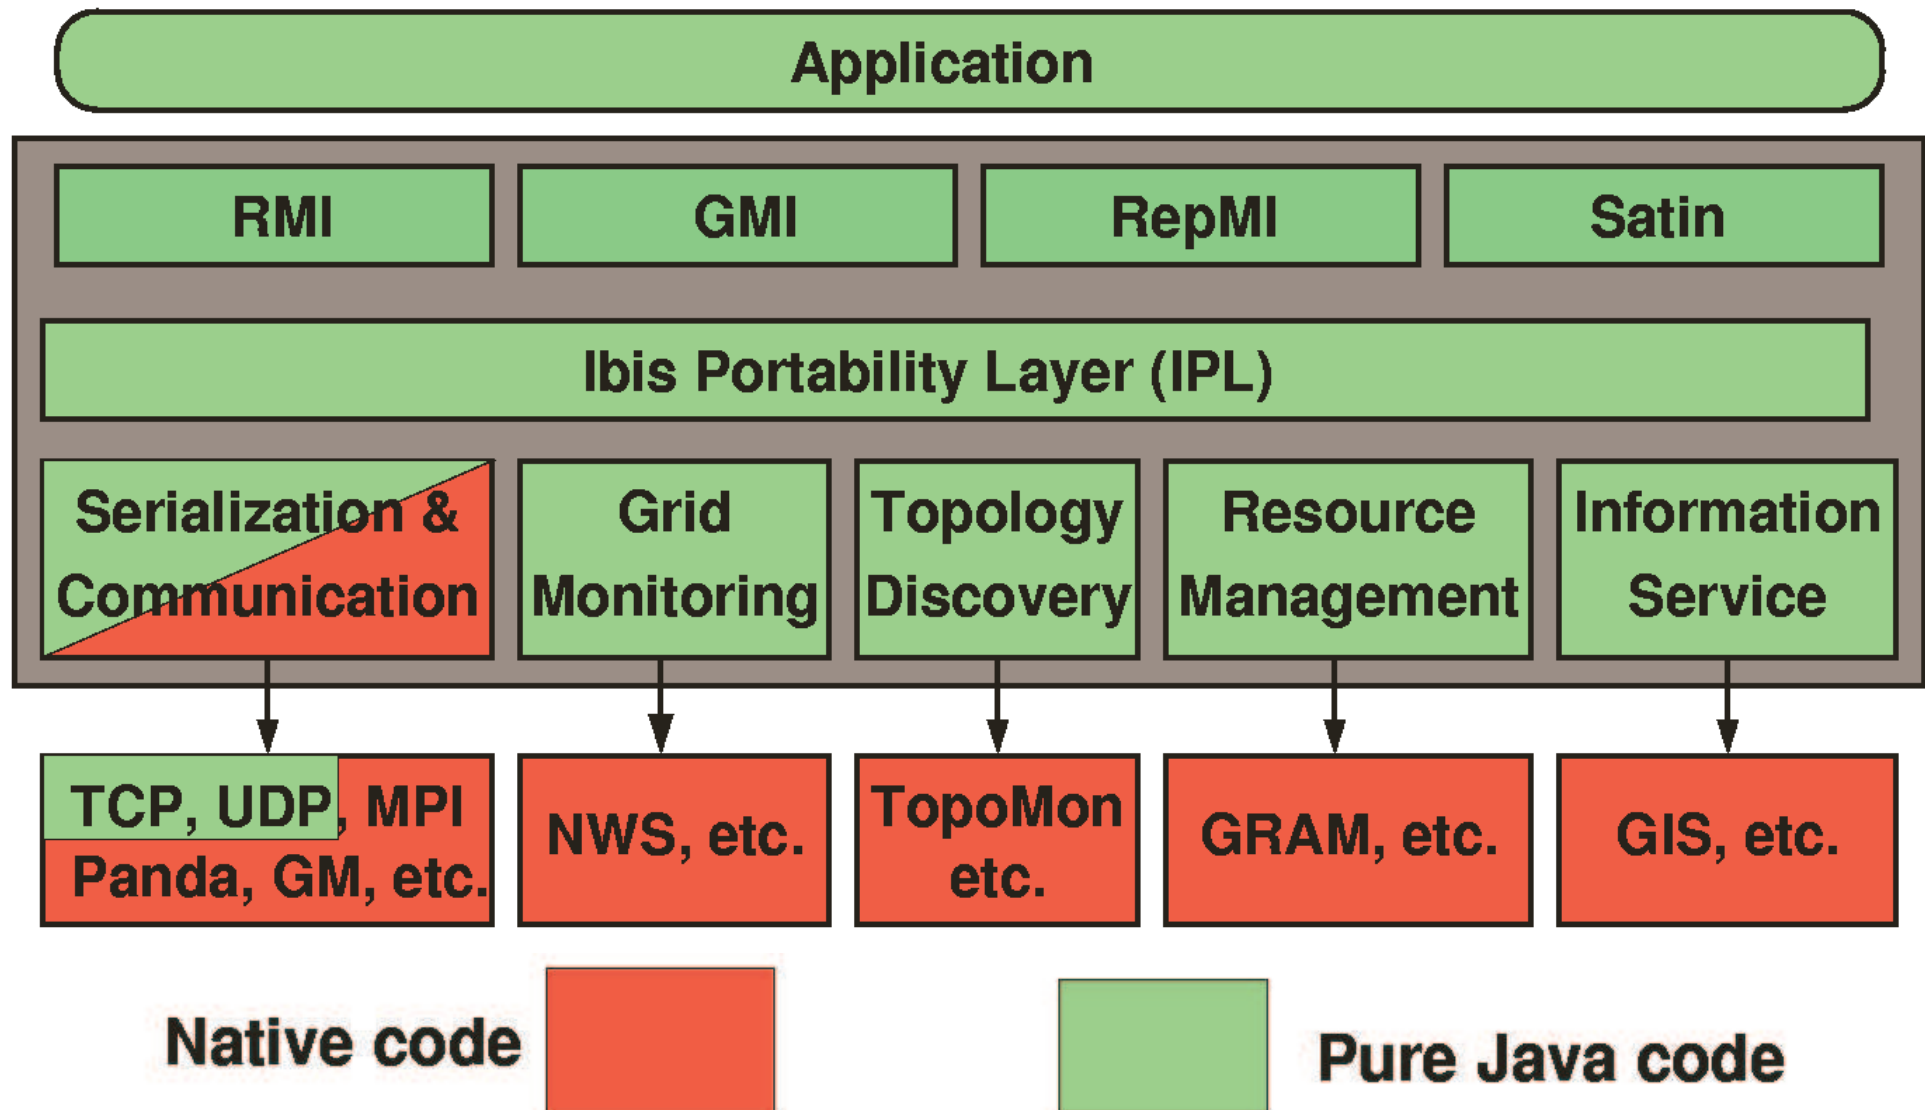 Application
RMI
GMI
RepMI
Satin
Ibis Portability Layer (IPL)
Serialization &
Communication
Grid
Monitoring
Topology
Discovery
Resource
Management
Information
Service
TCP, UDP, MPI
Panda, GM, etc.
NWS, etc.
TopoMon
etc.
GRAM, etc.
GIS, etc.
Native code
Pure Java code